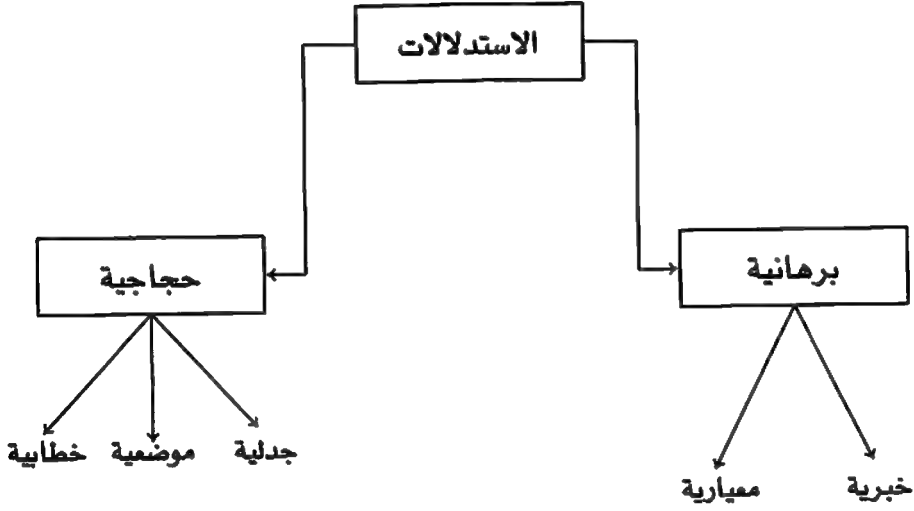 الاستدلالات
برهانية
حجاجية
خبرية
معيارية
جدلية
موضعية
خطابية